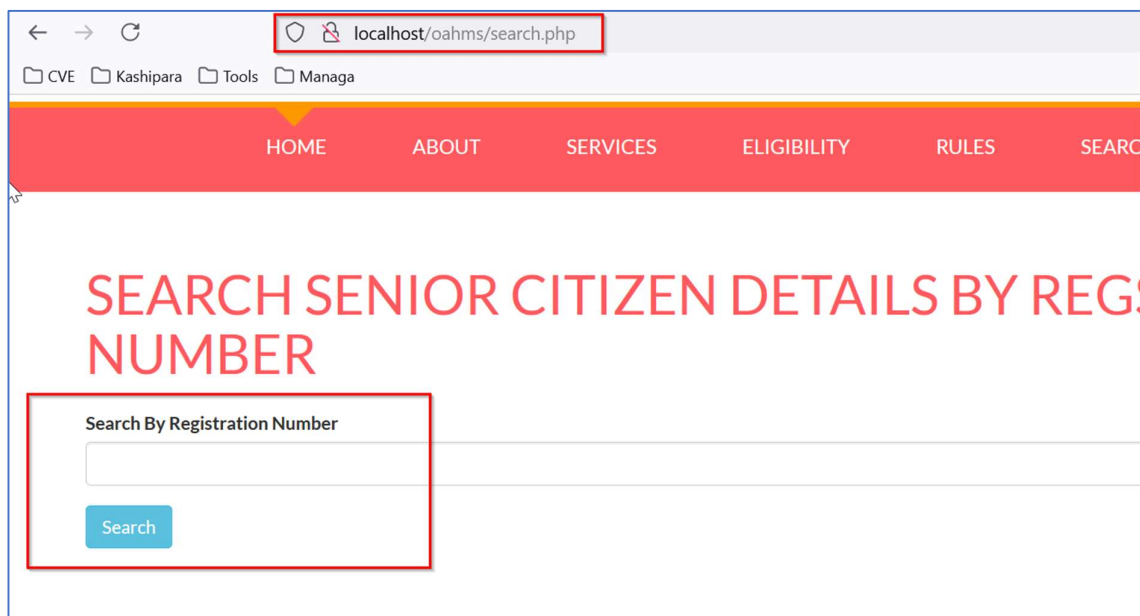 localhost/oahms/search.php
CVE Kashipara Tools Managa
HOME ABOUT SERVICES ELIGIBILITY RULES SEARC
SEARCH SENIOR CITIZEN DETAILS BY REGS
NUMBER
Search By Registration Number
Search